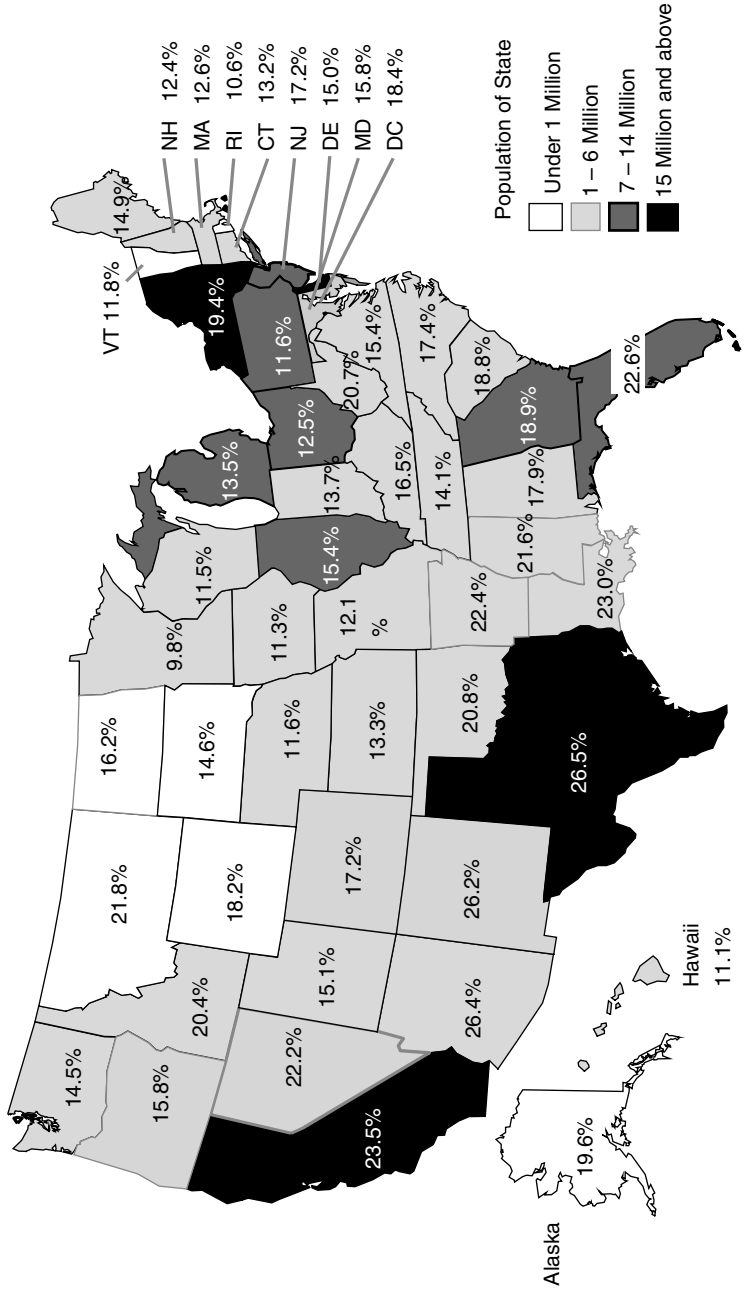 14.5%
15.8%
20.4%
21.8%
16.2%
9.8%
14.6%
18.2%
11.5%
13.5%
VT 11.8%
14.9%
NH 12.4%
MA 12.6%
RI 10.6%
CT 13.2%
NJ 17.2%
DE 15.0%
MD 15.8%
DC 18.4%
19.4%
11.6%
12.5%
13.7%
15.4%
11.3%
11.6%
17.2%
15.1%
22.2%
23.5%
13.3%
12.1
%
16.5%
20.7%
15.4%
17.4%
14.1%
18.8%
18.9%
17.9%
21.6%
22.4%
20.8%
26.2%
26.4%
26.5%
23.0%
22.6%
Alaska
19.6%
Hawaii
11.1%
Population of State
Under 1 Million
1 – 6 Million
7 – 14 Million
15 Million and above